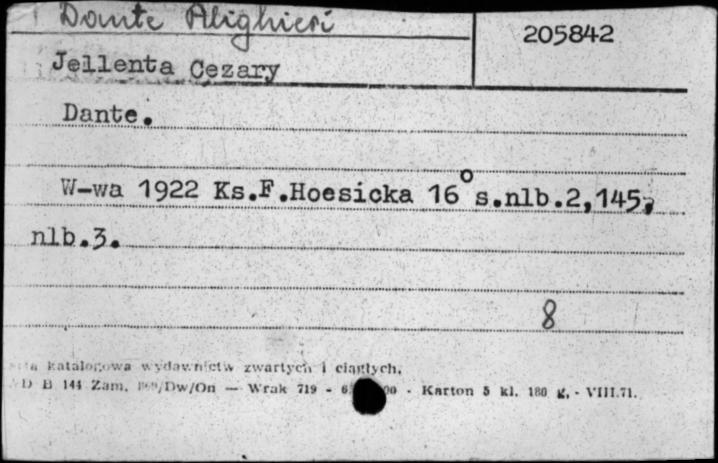 Dante Alighieri
205842
Jellenta Cezary
Dante.
W-wa 1922 Ks.F.Hoesicka 16° s.nlb.2,145,
nlb.3.
8
katalogowa wydawnictw zwartych i ciągłych.
D B 144 Zam. /Dw/On — Wrak 719 - Karton 5 kl. 180 g, - VIII.71.